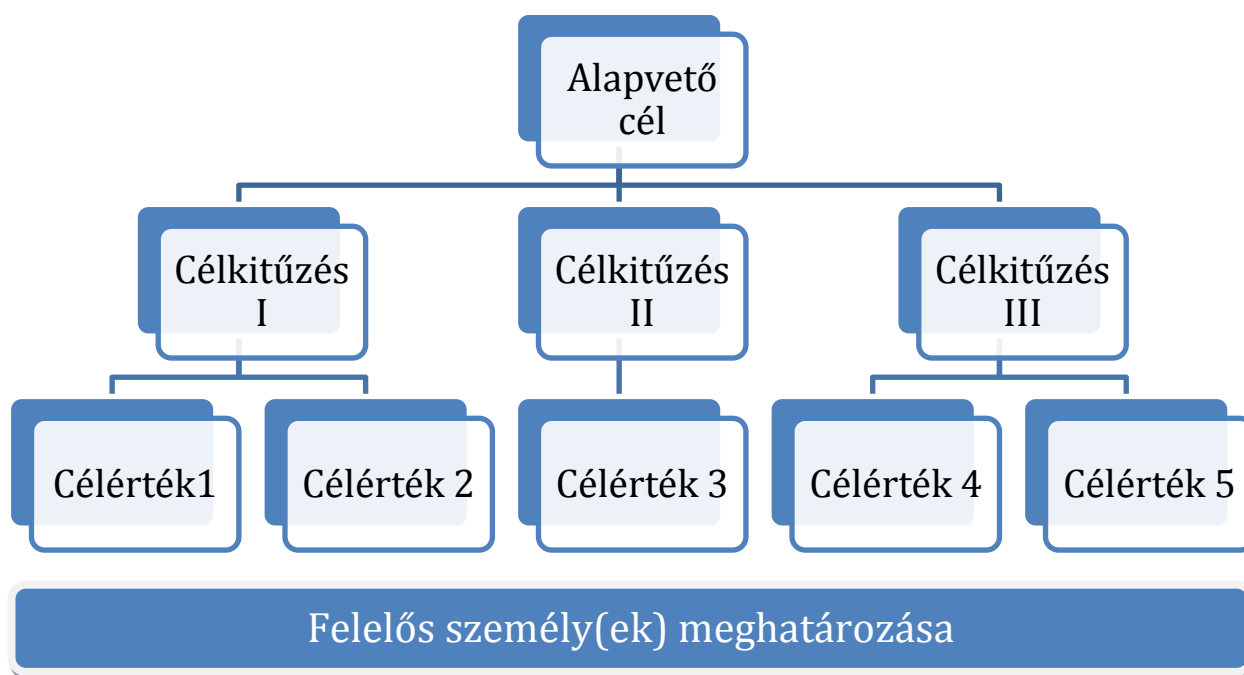 Alapvető
cél
Célkitűzés
I
Célkitűzés
II
Célkitűzés
III
Célérték1
Célérték 2
Célérték 3
Célérték 4
Célérték 5
Felelős személy(ek) meghatározása